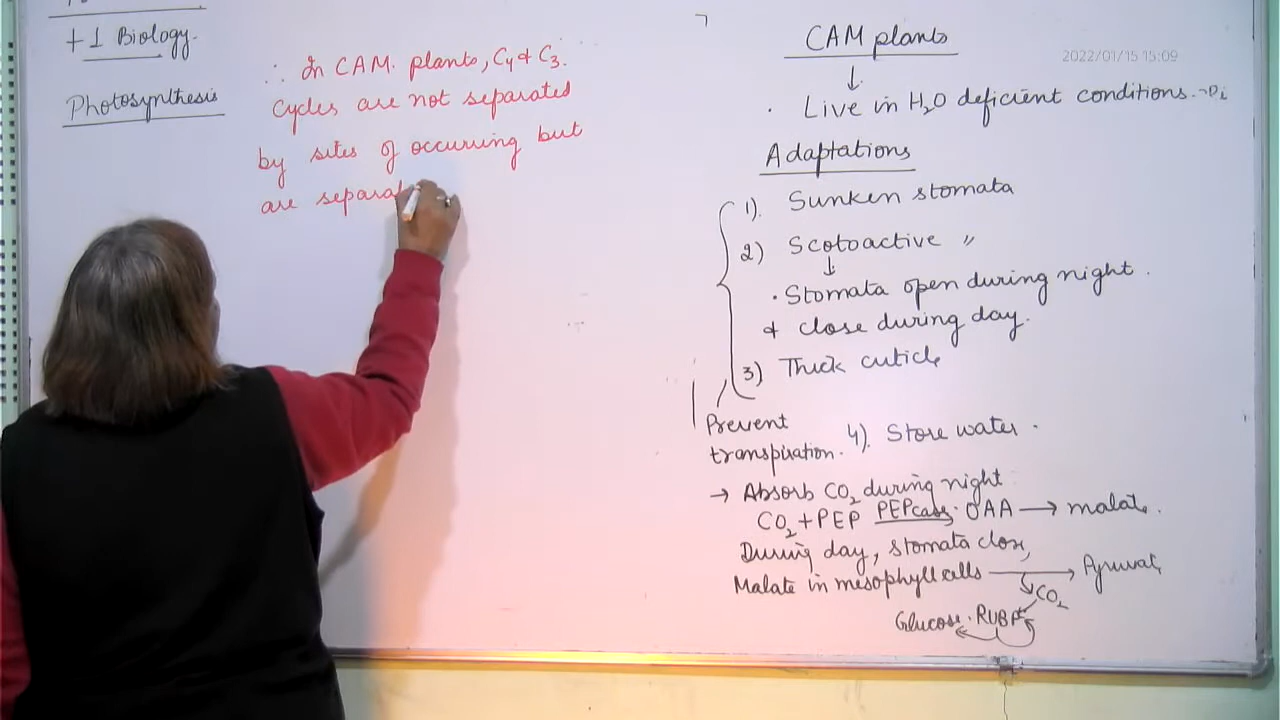 +1 Biology.
Photosynthesis
∴ In CAM. plants, C4 & C3.
cycles are not separated
by sites of occurring but
are separat
CAM plants
↓
. Live in H2O deficient conditions.
Adaptations
1). Sunken stomata
2) Scotoactive "
↓
. Stomata open during night.
& close during day.
3) Thick cuticle
Prevent
transpiration.
4). Store water.
→ Absorb CO2 during night
CO2 + PEP PEPcase OAA → malate.
During day, stomata close,
Malate in mesophyll cells → Pyruvate
CO2
Glucose. RUBP
2022/01/15 15:09